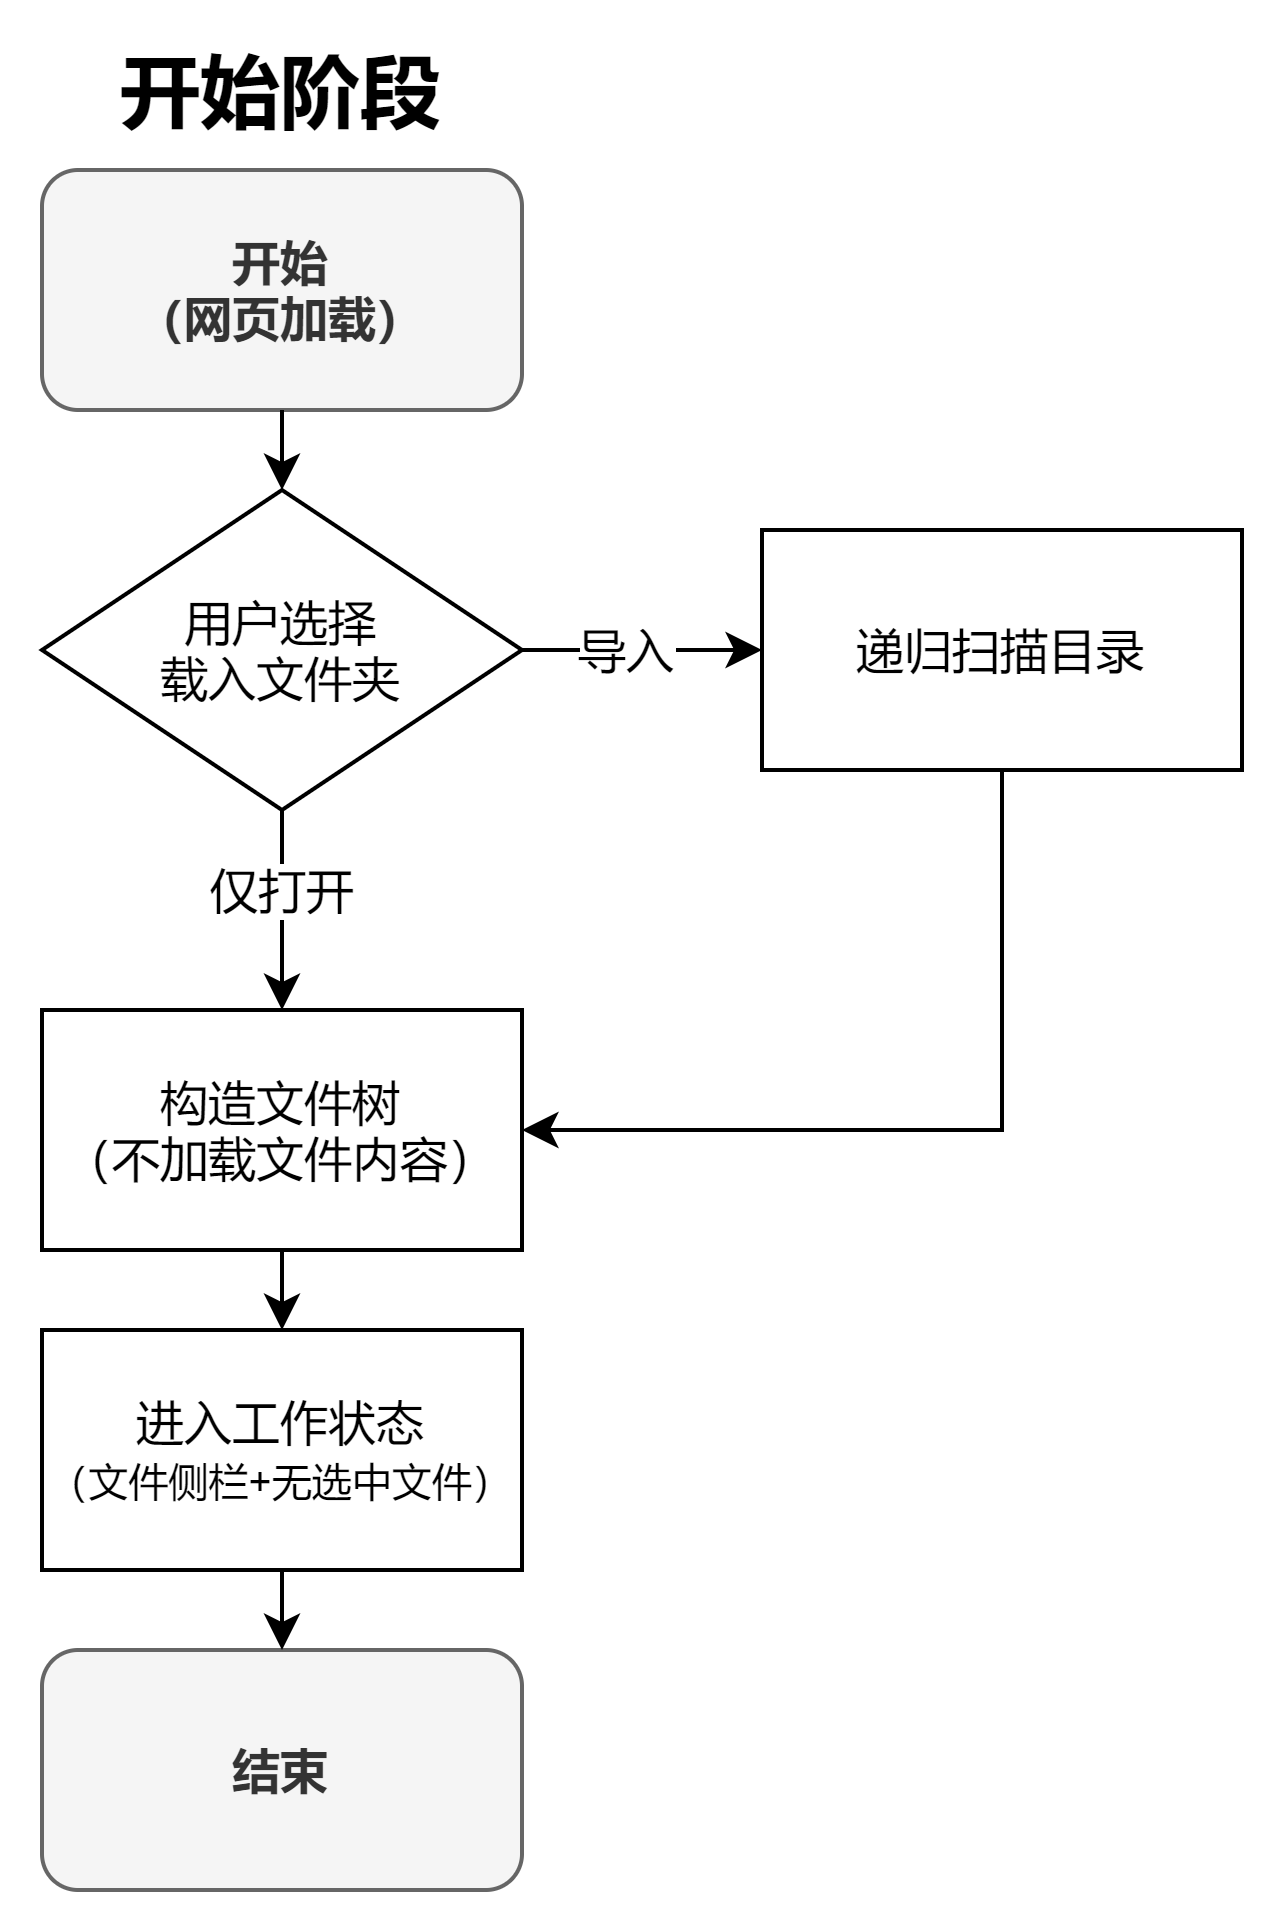 开始阶段
开始
（网页加载）
用户选择
载入文件夹
导入
递归扫描目录
仅打开
构造文件树
（不加载文件内容）
进入工作状态
（文件侧栏+无选中文件）
结束